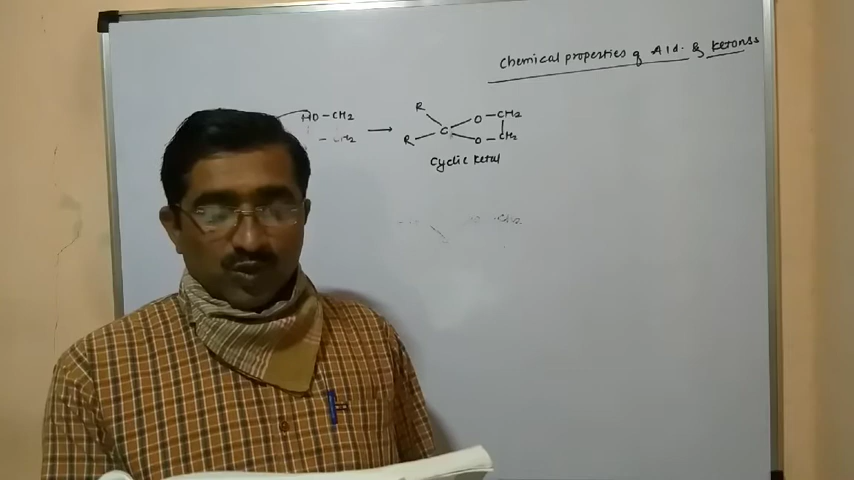 Chemical properties of Ald. & Ketones
HO-CH2 → R O-CH2
C
- CH2 R O-CH2
Cyclic Ketal